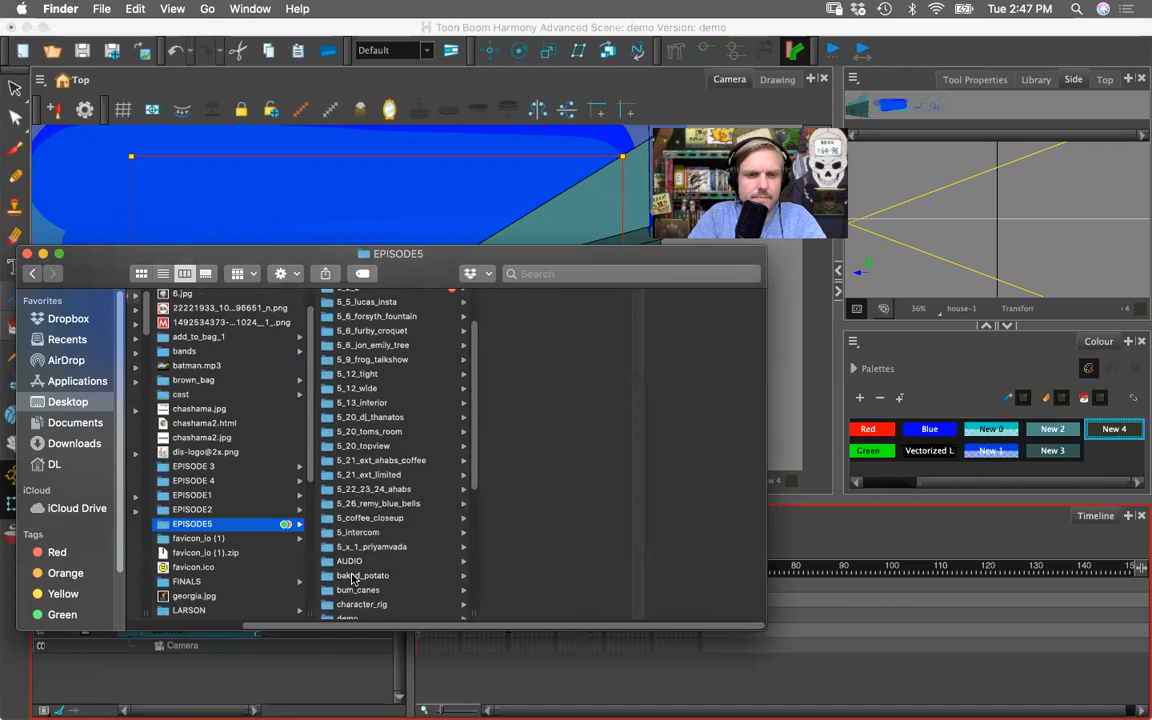 Finder File Edit View Go Window Help Tue 2:47 PM
Toon Boom Harmony Advanced Scene: demo Version: demo
Default
Top
Camera
Drawing
Tool Properties
Library
Side
Top
64-96
36%
house-1
Transform
Colour
Palettes
Red
Blue
New 0
New 2
New 4
Green
Vectorized L
New 1
New 3
Timeline
80
90
100
110
120
130
140
Camera
EPISODE5
Search
Favorites
Dropbox
Recents
AirDrop
Applications
Desktop
Documents
Downloads
DL
iCloud
iCloud Drive
Tags
Red
Orange
Yellow
Green
6.jpg
22221933_10...96651_n.png
1492534373-...1024__1_.png
add_to_bag_1
bands
batman.mp3
brown_bag
cast
chashama.jpg
chashama2.html
chashama2.jpg
dis-logo@2x.png
EPISODE 3
EPISODE 4
EPISODE1
EPISODE2
EPISODE5
favicon_io (1)
favicon_io (1).zip
favicon.ico
FINALS
georgia.jpg
LARSON
5_5_lucas_insta
5_6_forsyth_fountain
5_6_furby_croquet
5_6_jon_emily_tree
5_9_frog_talkshow
5_12_tight
5_12_wide
5_13_interior
5_20_dj_thanatos
5_20_toms_room
5_20_topview
5_21_ext_ahabs_coffee
5_21_ext_limited
5_22_23_24_ahabs
5_26_remy_blue_bells
5_coffee_closeup
5_intercom
5_x_1_priyamvada
AUDIO
baked_potato
bum_canes
character_rig
demo